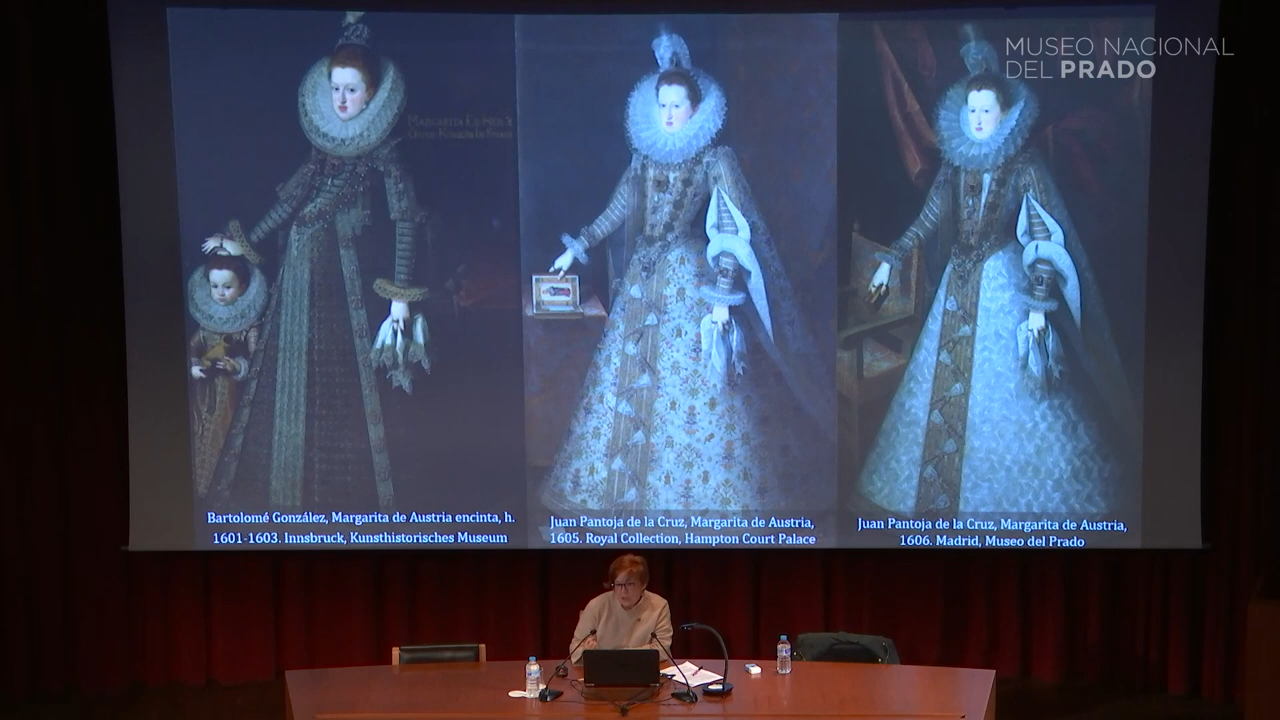 MUSEO NACIONAL
DEL PRADO
Bartolomé González, Margarita de Austria encinta, h.
1601-1603. Innsbruck, Kunsthistorisches Museum
Juan Pantoja de la Cruz, Margarita de Austria,
1605. Royal Collection, Hampton Court Palace
Juan Pantoja de la Cruz, Margarita de Austria,
1606. Madrid, Museo del Prado